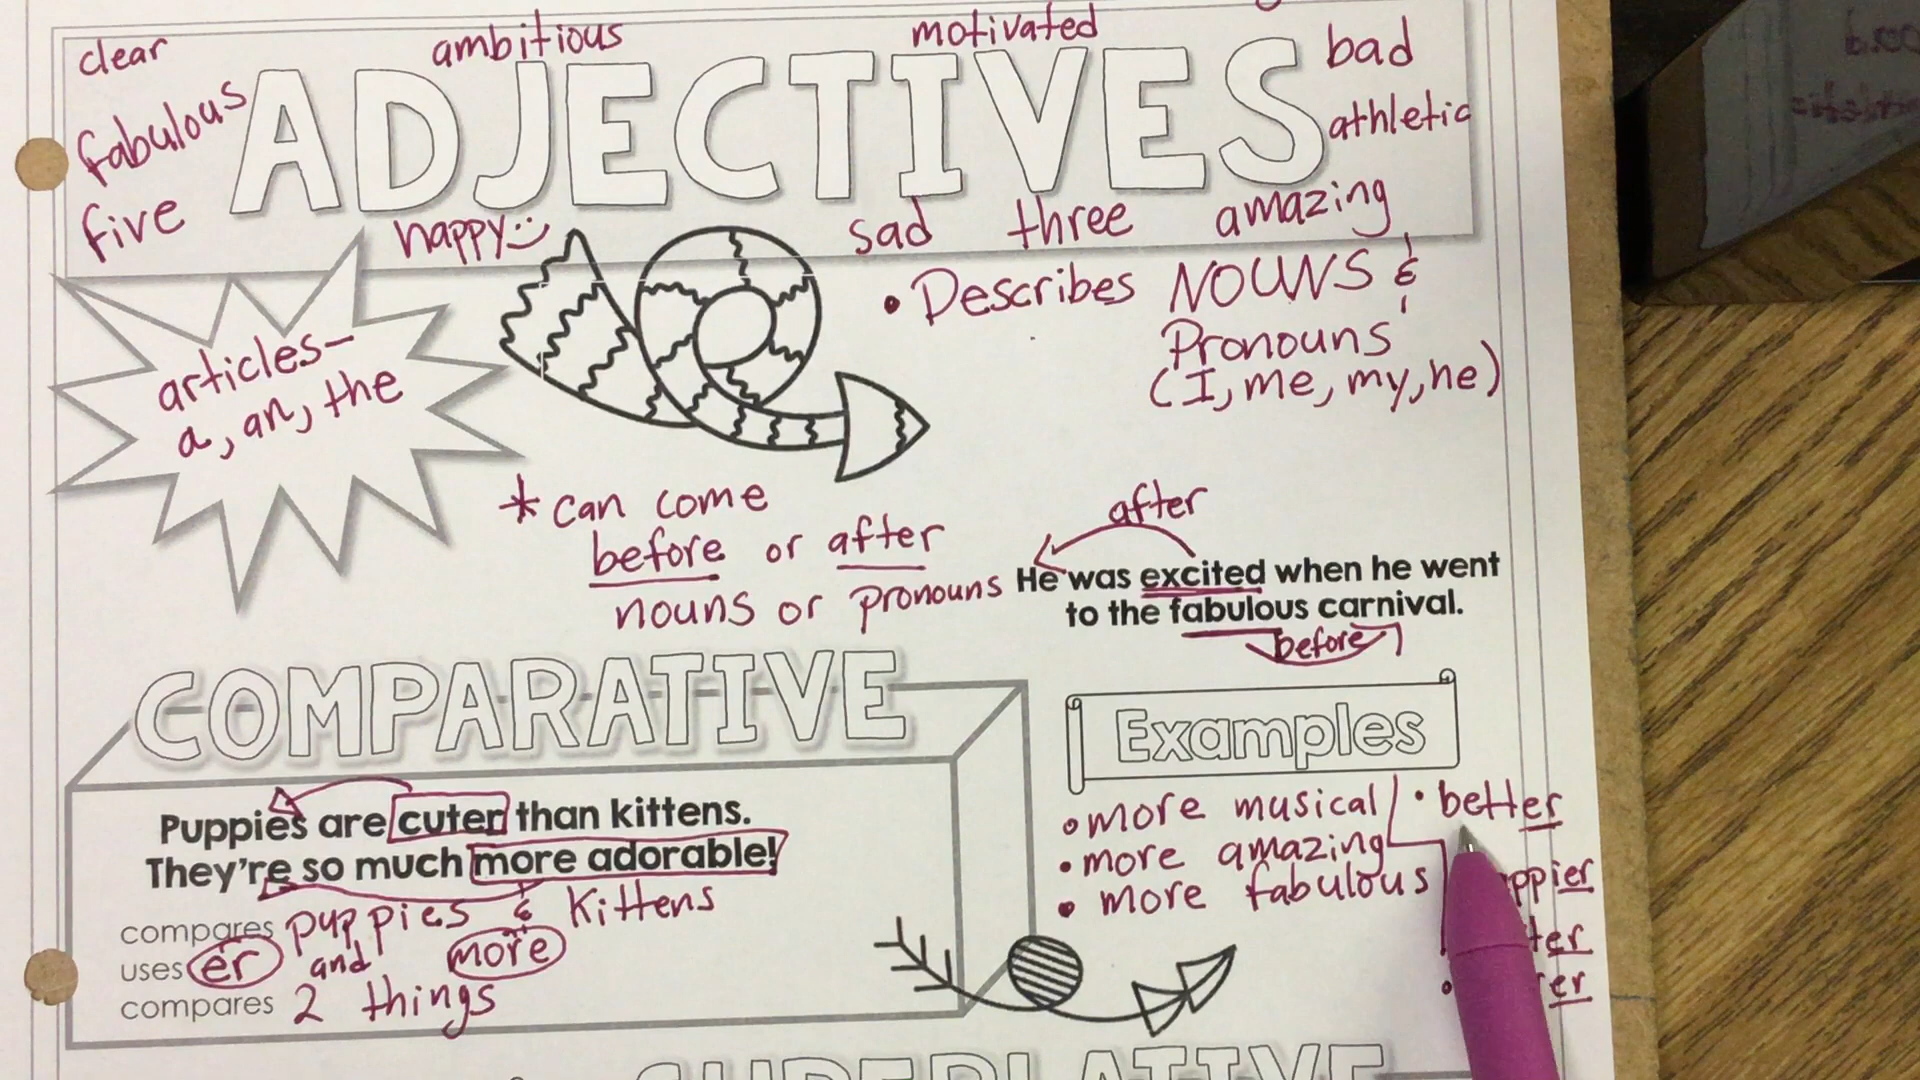 clear
ambitious
motivated
bad
fabulous
ADJECTIVES
athletic
five
happy
sad three amazing
• Describes NOUNS &
Pronouns
(I, me, my, he)
articles-
a, an, the
* can come
before or after
nouns or pronouns
after
He was excited when he went
to the fabulous carnival.
before
COMPARATIVE
Puppies are cuter than kittens.
They're so much more adorable!
compares puppies & kittens
uses er and more
compares 2 things
Examples
• more musical
• more amazing
• more fabulous
• better
SUPERLATIVE